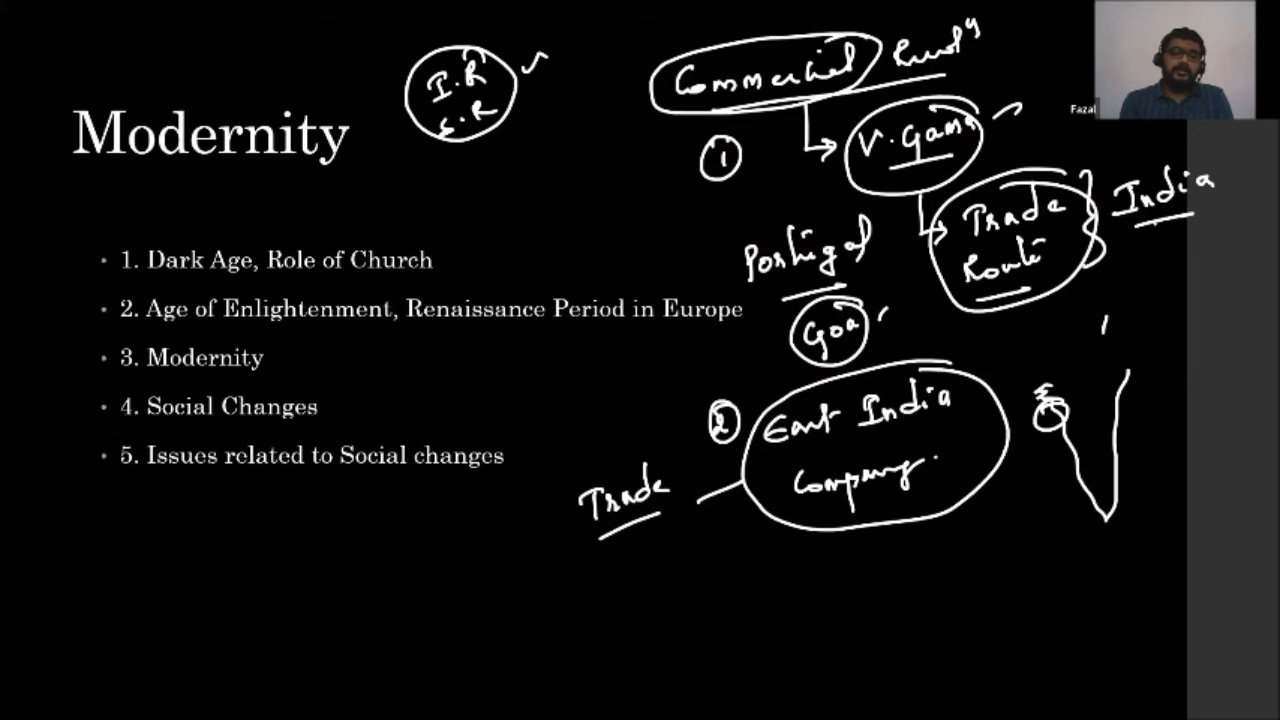 Modernity
• 1. Dark Age, Role of Church
• 2. Age of Enlightenment, Renaissance Period in Europe
• 3. Modernity
• 4. Social Changes
• 5. Issues related to Social changes
I.R
S.R
Commercial
1
V. Gama
Trade
Route
India
Portugal
Goa
2
East India
Company.
Trade
Fazal